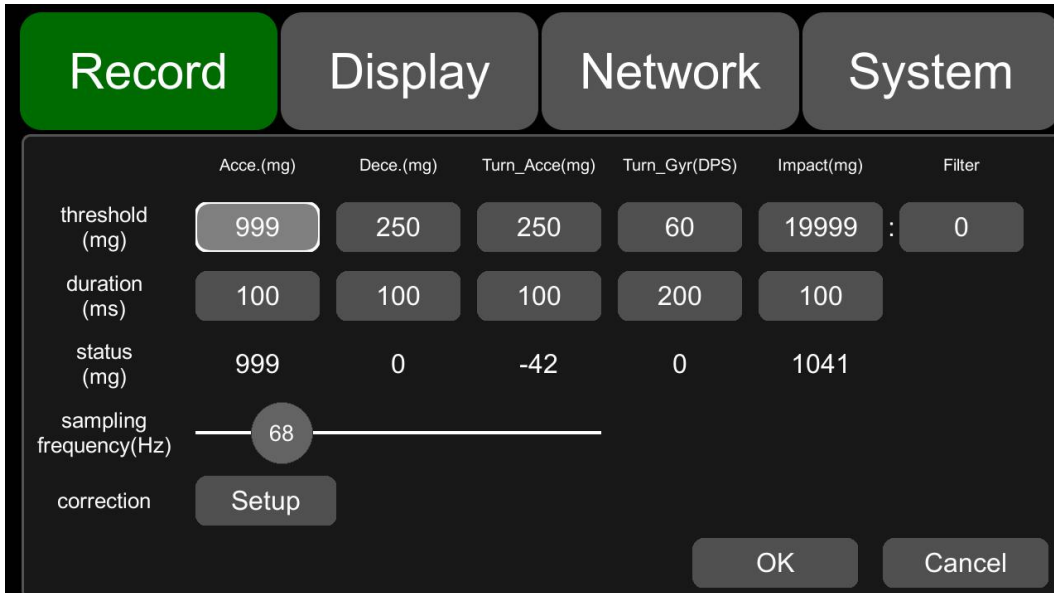 Record Display Network System
Acce.(mg) Dece.(mg) Turn_Acce(mg) Turn_Gyr(DPS) Impact(mg) Filter
threshold
(mg) 999 250 250 60 19999 : 0
duration
(ms) 100 100 100 200 100
status
(mg) 999 0 -42 0 1041
sampling
frequency(Hz) 68
correction Setup
OK Cancel